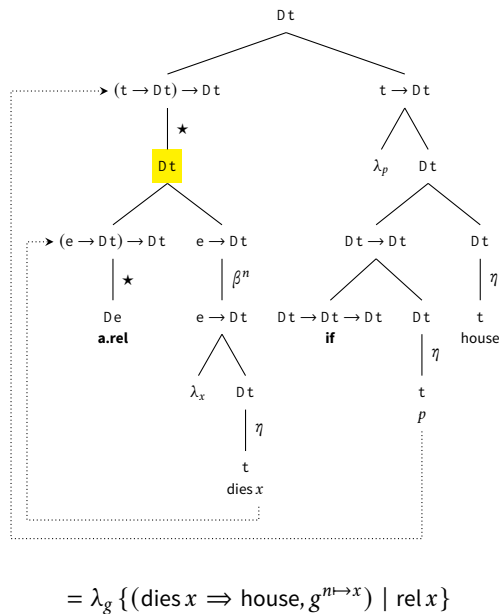 Dt
(t → Dt) → Dt t → Dt
★
Dt λp Dt
(e → Dt) → Dt e → Dt Dt → Dt Dt
★ βⁿ η
De e → Dt Dt → Dt → Dt Dt t
a.rel if house
λx Dt η
t
η p
t
dies x
= λg {(dies x ⇒ house, gⁿ↦ˣ) | rel x}